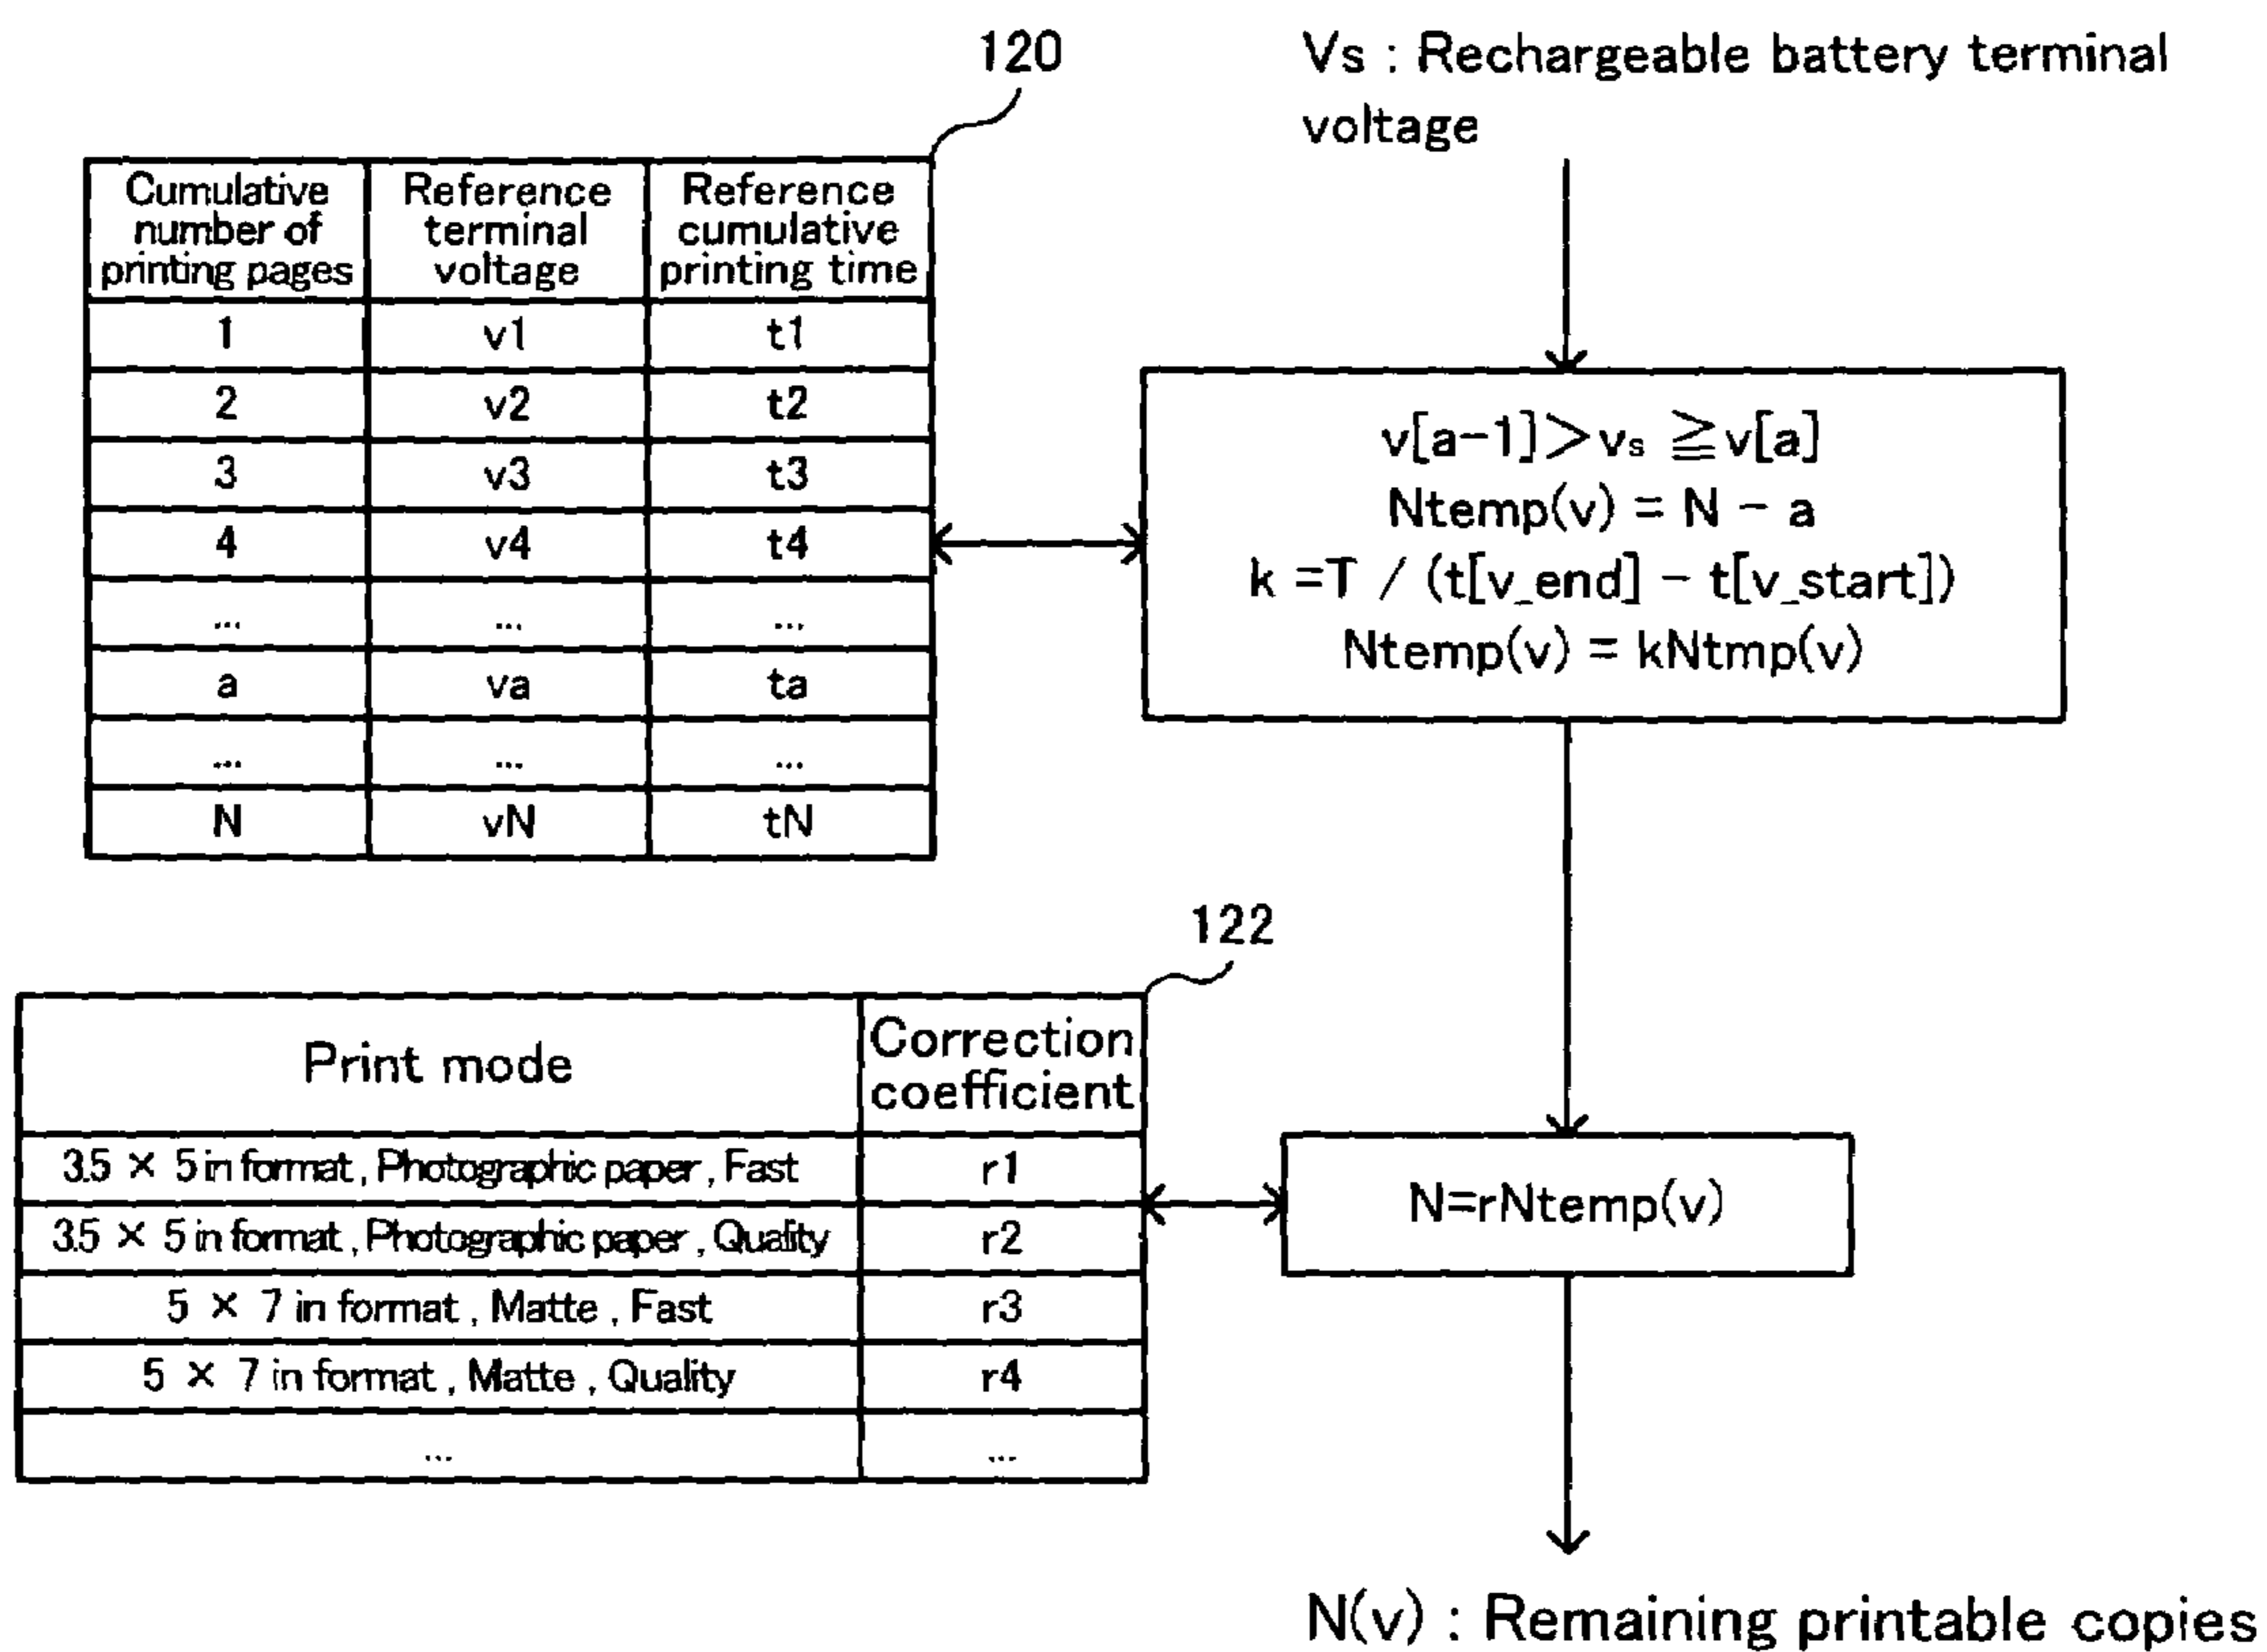 120
Vs : Rechargeable battery terminal
voltage
Cumulative number of printing pages Reference terminal voltage Reference cumulative printing time
1 v1 t1
2 v2 t2
3 v3 t3
4 v4 t4
... ... ...
a va ta
... ... ...
N vN tN
v[a-1]>vs ≧v[a]
Ntemp(v) = N - a
k =T / (t[v_end] - t[v_start])
Ntemp(v) = kNtmp(v)
122
Print mode Correction coefficient
3.5 × 5 in format, Photographic paper, Fast r1
3.5 × 5 in format, Photographic paper, Quality r2
5 × 7 in format, Matte, Fast r3
5 × 7 in format, Matte, Quality r4
... ...
N=rNtemp(v)
N(v) : Remaining printable copies